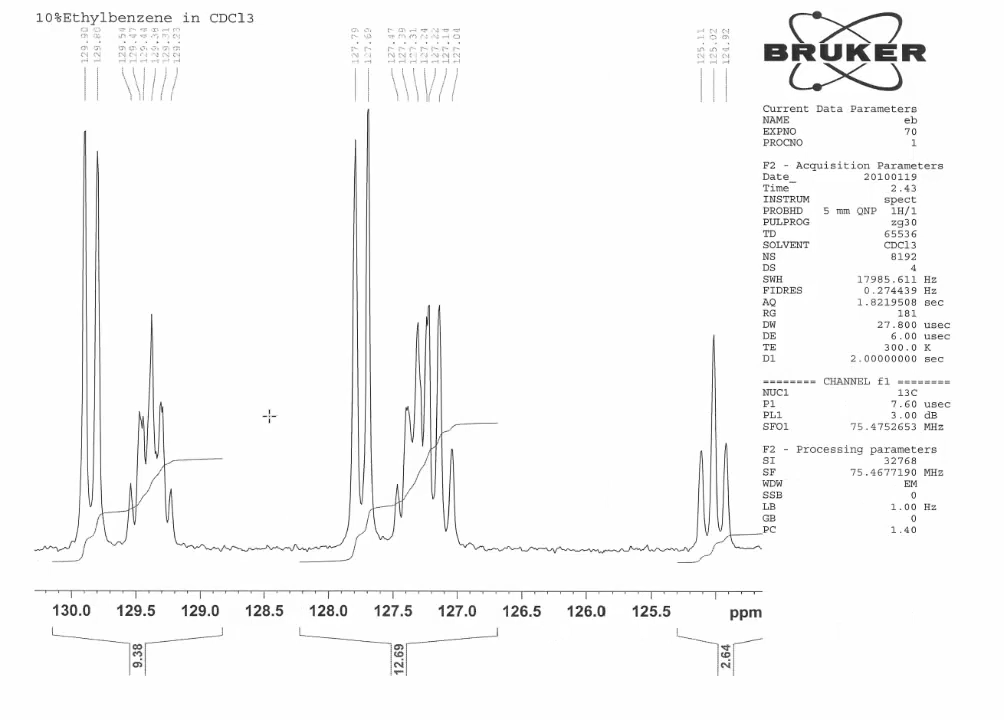 10%Ethylbenzene in CDCl3
129.90
129.80
129.54
129.47
129.44
129.38
129.31
129.23
127.79
127.69
127.47
127.39
127.31
127.24
127.22
127.14
127.04
125.11
125.02
124.92
BRUKER
Current Data Parameters
NAME eb
EXPNO 70
PROCNO 1
F2 - Acquisition Parameters
Date_ 20100119
Time 2.43
INSTRUM spect
PROBHD 5 mm QNP 1H/1
PULPROG zg30
TD 65536
SOLVENT CDCl3
NS 8192
DS 4
SWH 17985.611 Hz
FIDRES 0.274439 Hz
AQ 1.8219508 sec
RG 181
DW 27.800 usec
DE 6.00 usec
TE 300.0 K
D1 2.00000000 sec
======== CHANNEL f1 ========
NUC1 13C
P1 7.60 usec
PL1 3.00 dB
SFO1 75.4752653 MHz
F2 - Processing parameters
SI 32768
SF 75.4677190 MHz
WDW EM
SSB 0
LB 1.00 Hz
GB 0
PC 1.40
130.0 129.5 129.0 128.5 128.0 127.5 127.0 126.5 126.0 125.5 ppm
9.38
12.69
2.64